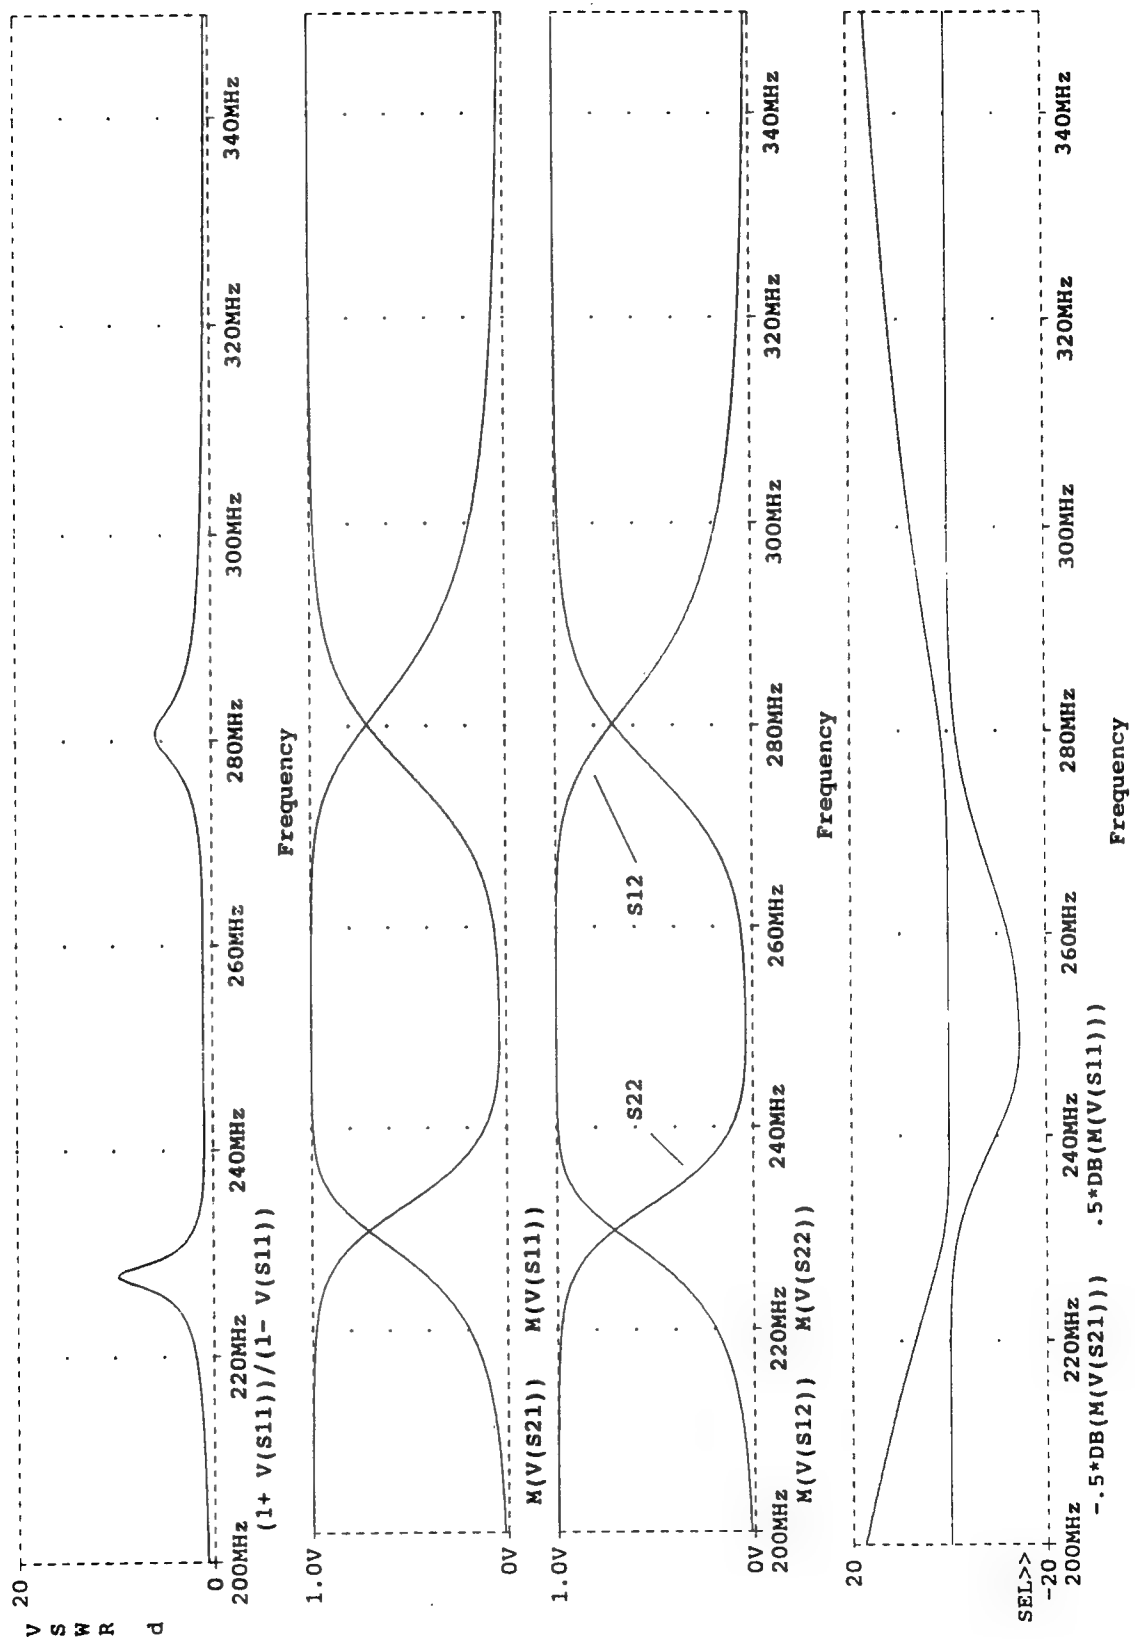 V
S
W
R
d
20
0
200MHz 220MHz 240MHz 260MHz 280MHz 300MHz 320MHz 340MHz
(1+ V(S11))/(1- V(S11))
Frequency
1.0V
0V
M(V(S21)) M(V(S11))
1.0V
S22
S12
0V
200MHz 220MHz 240MHz 260MHz 280MHz 300MHz 320MHz 340MHz
M(V(S12)) M(V(S22))
Frequency
20
SEL>>
-20
200MHz 220MHz 240MHz 260MHz 280MHz 300MHz 320MHz 340MHz
-.5*DB(M(V(S21))) .5*DB(M(V(S11)))
Frequency